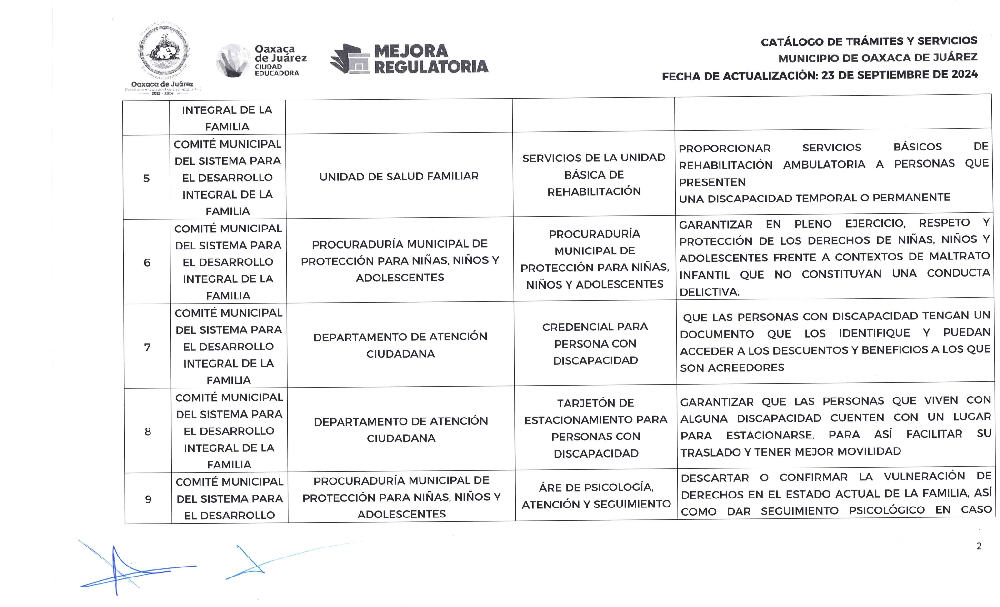 Oaxaca de Juárez
Patrimonio cultural de la humanidad
2022 - 2024
Oaxaca
de Juárez
CIUDAD
EDUCADORA
MEJORA
REGULATORIA
CATÁLOGO DE TRÁMITES Y SERVICIOS
MUNICIPIO DE OAXACA DE JUÁREZ
FECHA DE ACTUALIZACIÓN: 23 DE SEPTIEMBRE DE 2024
INTEGRAL DE LA
FAMILIA
5
COMITÉ MUNICIPAL
DEL SISTEMA PARA
EL DESARROLLO
INTEGRAL DE LA
FAMILIA
UNIDAD DE SALUD FAMILIAR
SERVICIOS DE LA UNIDAD
BÁSICA DE
REHABILITACIÓN
PROPORCIONAR SERVICIOS BÁSICOS DE
REHABILITACIÓN AMBULATORIA A PERSONAS QUE
PRESENTEN
UNA DISCAPACIDAD TEMPORAL O PERMANENTE
6
COMITÉ MUNICIPAL
DEL SISTEMA PARA
EL DESARROLLO
INTEGRAL DE LA
FAMILIA
PROCURADURÍA MUNICIPAL DE
PROTECCIÓN PARA NIÑAS, NIÑOS Y
ADOLESCENTES
PROCURADURÍA
MUNICIPAL DE
PROTECCIÓN PARA NIÑAS,
NIÑOS Y ADOLESCENTES
GARANTIZAR EN PLENO EJERCICIO, RESPETO Y
PROTECCIÓN DE LOS DERECHOS DE NIÑAS, NIÑOS Y
ADOLESCENTES FRENTE A CONTEXTOS DE MALTRATO
INFANTIL QUE NO CONSTITUYAN UNA CONDUCTA
DELICTIVA.
7
COMITÉ MUNICIPAL
DEL SISTEMA PARA
EL DESARROLLO
INTEGRAL DE LA
FAMILIA
DEPARTAMENTO DE ATENCIÓN
CIUDADANA
CREDENCIAL PARA
PERSONA CON
DISCAPACIDAD
QUE LAS PERSONAS CON DISCAPACIDAD TENGAN UN
DOCUMENTO QUE LOS IDENTIFIQUE Y PUEDAN
ACCEDER A LOS DESCUENTOS Y BENEFICIOS A LOS QUE
SON ACREEDORES
8
COMITÉ MUNICIPAL
DEL SISTEMA PARA
EL DESARROLLO
INTEGRAL DE LA
FAMILIA
DEPARTAMENTO DE ATENCIÓN
CIUDADANA
TARJETÓN DE
ESTACIONAMIENTO PARA
PERSONAS CON
DISCAPACIDAD
GARANTIZAR QUE LAS PERSONAS QUE VIVEN CON
ALGUNA DISCAPACIDAD CUENTEN CON UN LUGAR
PARA ESTACIONARSE, PARA ASÍ FACILITAR SU
TRASLADO Y TENER MEJOR MOVILIDAD
9
COMITÉ MUNICIPAL
DEL SISTEMA PARA
EL DESARROLLO
PROCURADURÍA MUNICIPAL DE
PROTECCIÓN PARA NIÑAS, NIÑOS Y
ADOLESCENTES
ÁRE DE PSICOLOGÍA,
ATENCIÓN Y SEGUIMIENTO
DESCARTAR O CONFIRMAR LA VULNERACIÓN DE
DERECHOS EN EL ESTADO ACTUAL DE LA FAMILIA, ASÍ
COMO DAR SEGUIMIENTO PSICOLÓGICO EN CASO
2